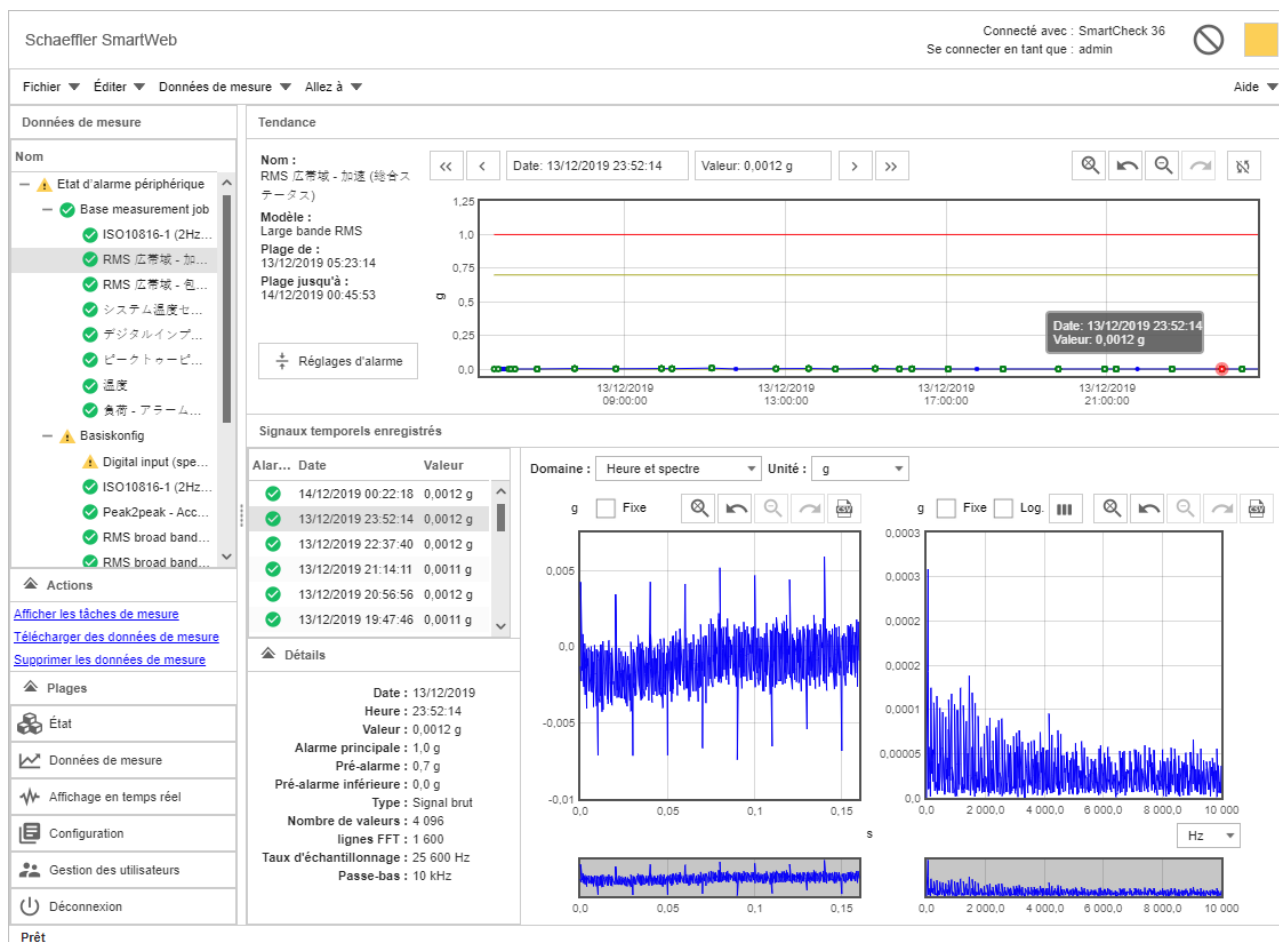 Schaeffler SmartWeb
Connecté avec : SmartCheck 36
Se connecter en tant que : admin
Fichier Éditer Données de mesure Allez à Aide
Données de mesure
Nom
Etat d'alarme périphérique
Base measurement job
ISO10816-1 (2Hz...
RMS 広帯域 - 加...
RMS 広帯域 - 包...
システム温度セ...
デジタルインプ...
ピークトゥーピ...
温度
負荷 - アラーム...
Basiskonfig
Digital input (spe...
ISO10816-1 (2Hz...
Peak2peak - Acc...
RMS broad band...
RMS broad band...
Actions
Afficher les tâches de mesure
Télécharger des données de mesure
Supprimer les données de mesure
Plages
État
Données de mesure
Affichage en temps réel
Configuration
Gestion des utilisateurs
Déconnexion
Prêt
Tendance
Nom :
RMS 広帯域 - 加速 (総合ス
テータス)
Modèle :
Large bande RMS
Plage de :
13/12/2019 05:23:14
Plage jusqu'à :
14/12/2019 00:45:53
Réglages d'alarme
<< < Date: 13/12/2019 23:52:14 Valeur: 0,0012 g > >>
1,25
1,0
0,75
0,5
0,25
0,0
g
Date: 13/12/2019 23:52:14
Valeur: 0,0012 g
13/12/2019 13/12/2019 13/12/2019 13/12/2019
09:00:00 13:00:00 17:00:00 21:00:00
Signaux temporels enregistrés
Alar... Date Valeur
14/12/2019 00:22:18 0,0012 g
13/12/2019 23:52:14 0,0012 g
13/12/2019 22:37:40 0,0012 g
13/12/2019 21:14:11 0,0011 g
13/12/2019 20:56:56 0,0012 g
13/12/2019 19:47:46 0,0011 g
Détails
Date : 13/12/2019
Heure : 23:52:14
Valeur : 0,0012 g
Alarme principale : 1,0 g
Pré-alarme : 0,7 g
Pré-alarme inférieure : 0,0 g
Type : Signal brut
Nombre de valeurs : 4 096
lignes FFT : 1 600
Taux d'échantillonnage : 25 600 Hz
Passe-bas : 10 kHz
Domaine : Heure et spectre Unité : g
g Fixe CSV
0,005
0,0
-0,005
-0,01
0,0 0,05 0,1 0,15
s
0,0 0,05 0,1 0,15
g Fixe Log. CSV
0,0003
0,0003
0,0002
0,0002
0,0001
0,00005
0,0
0,0 2 000,0 4 000,0 6 000,0 8 000,0 10 000
Hz
0,0 2 000,0 4 000,0 6 000,0 8 000,0 10 000